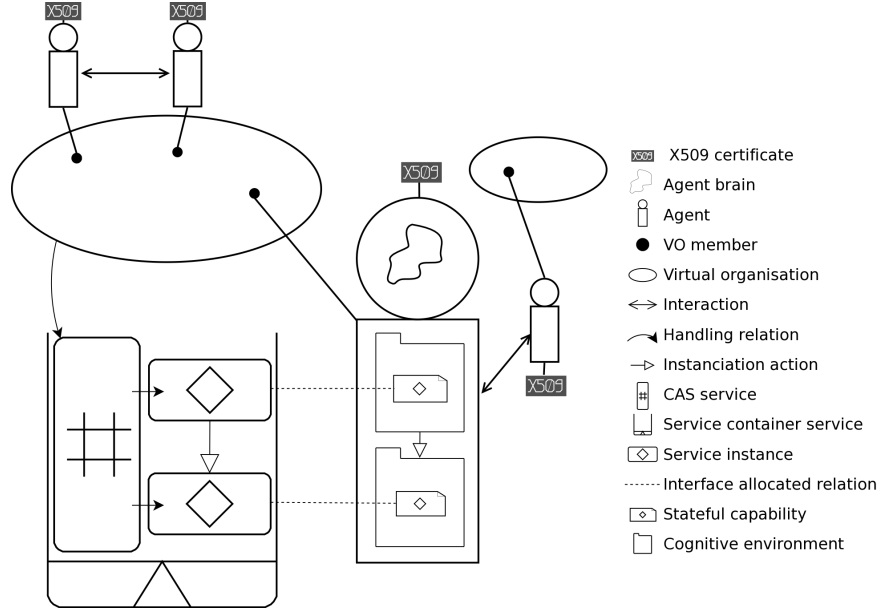 X509
X509
X509
X509
X509 X509 certificate
Agent brain
Agent
VO member
Virtual organisation
Interaction
Handling relation
Instanciation action
CAS service
Service container service
Service instance
Interface allocated relation
Stateful capability
Cognitive environment